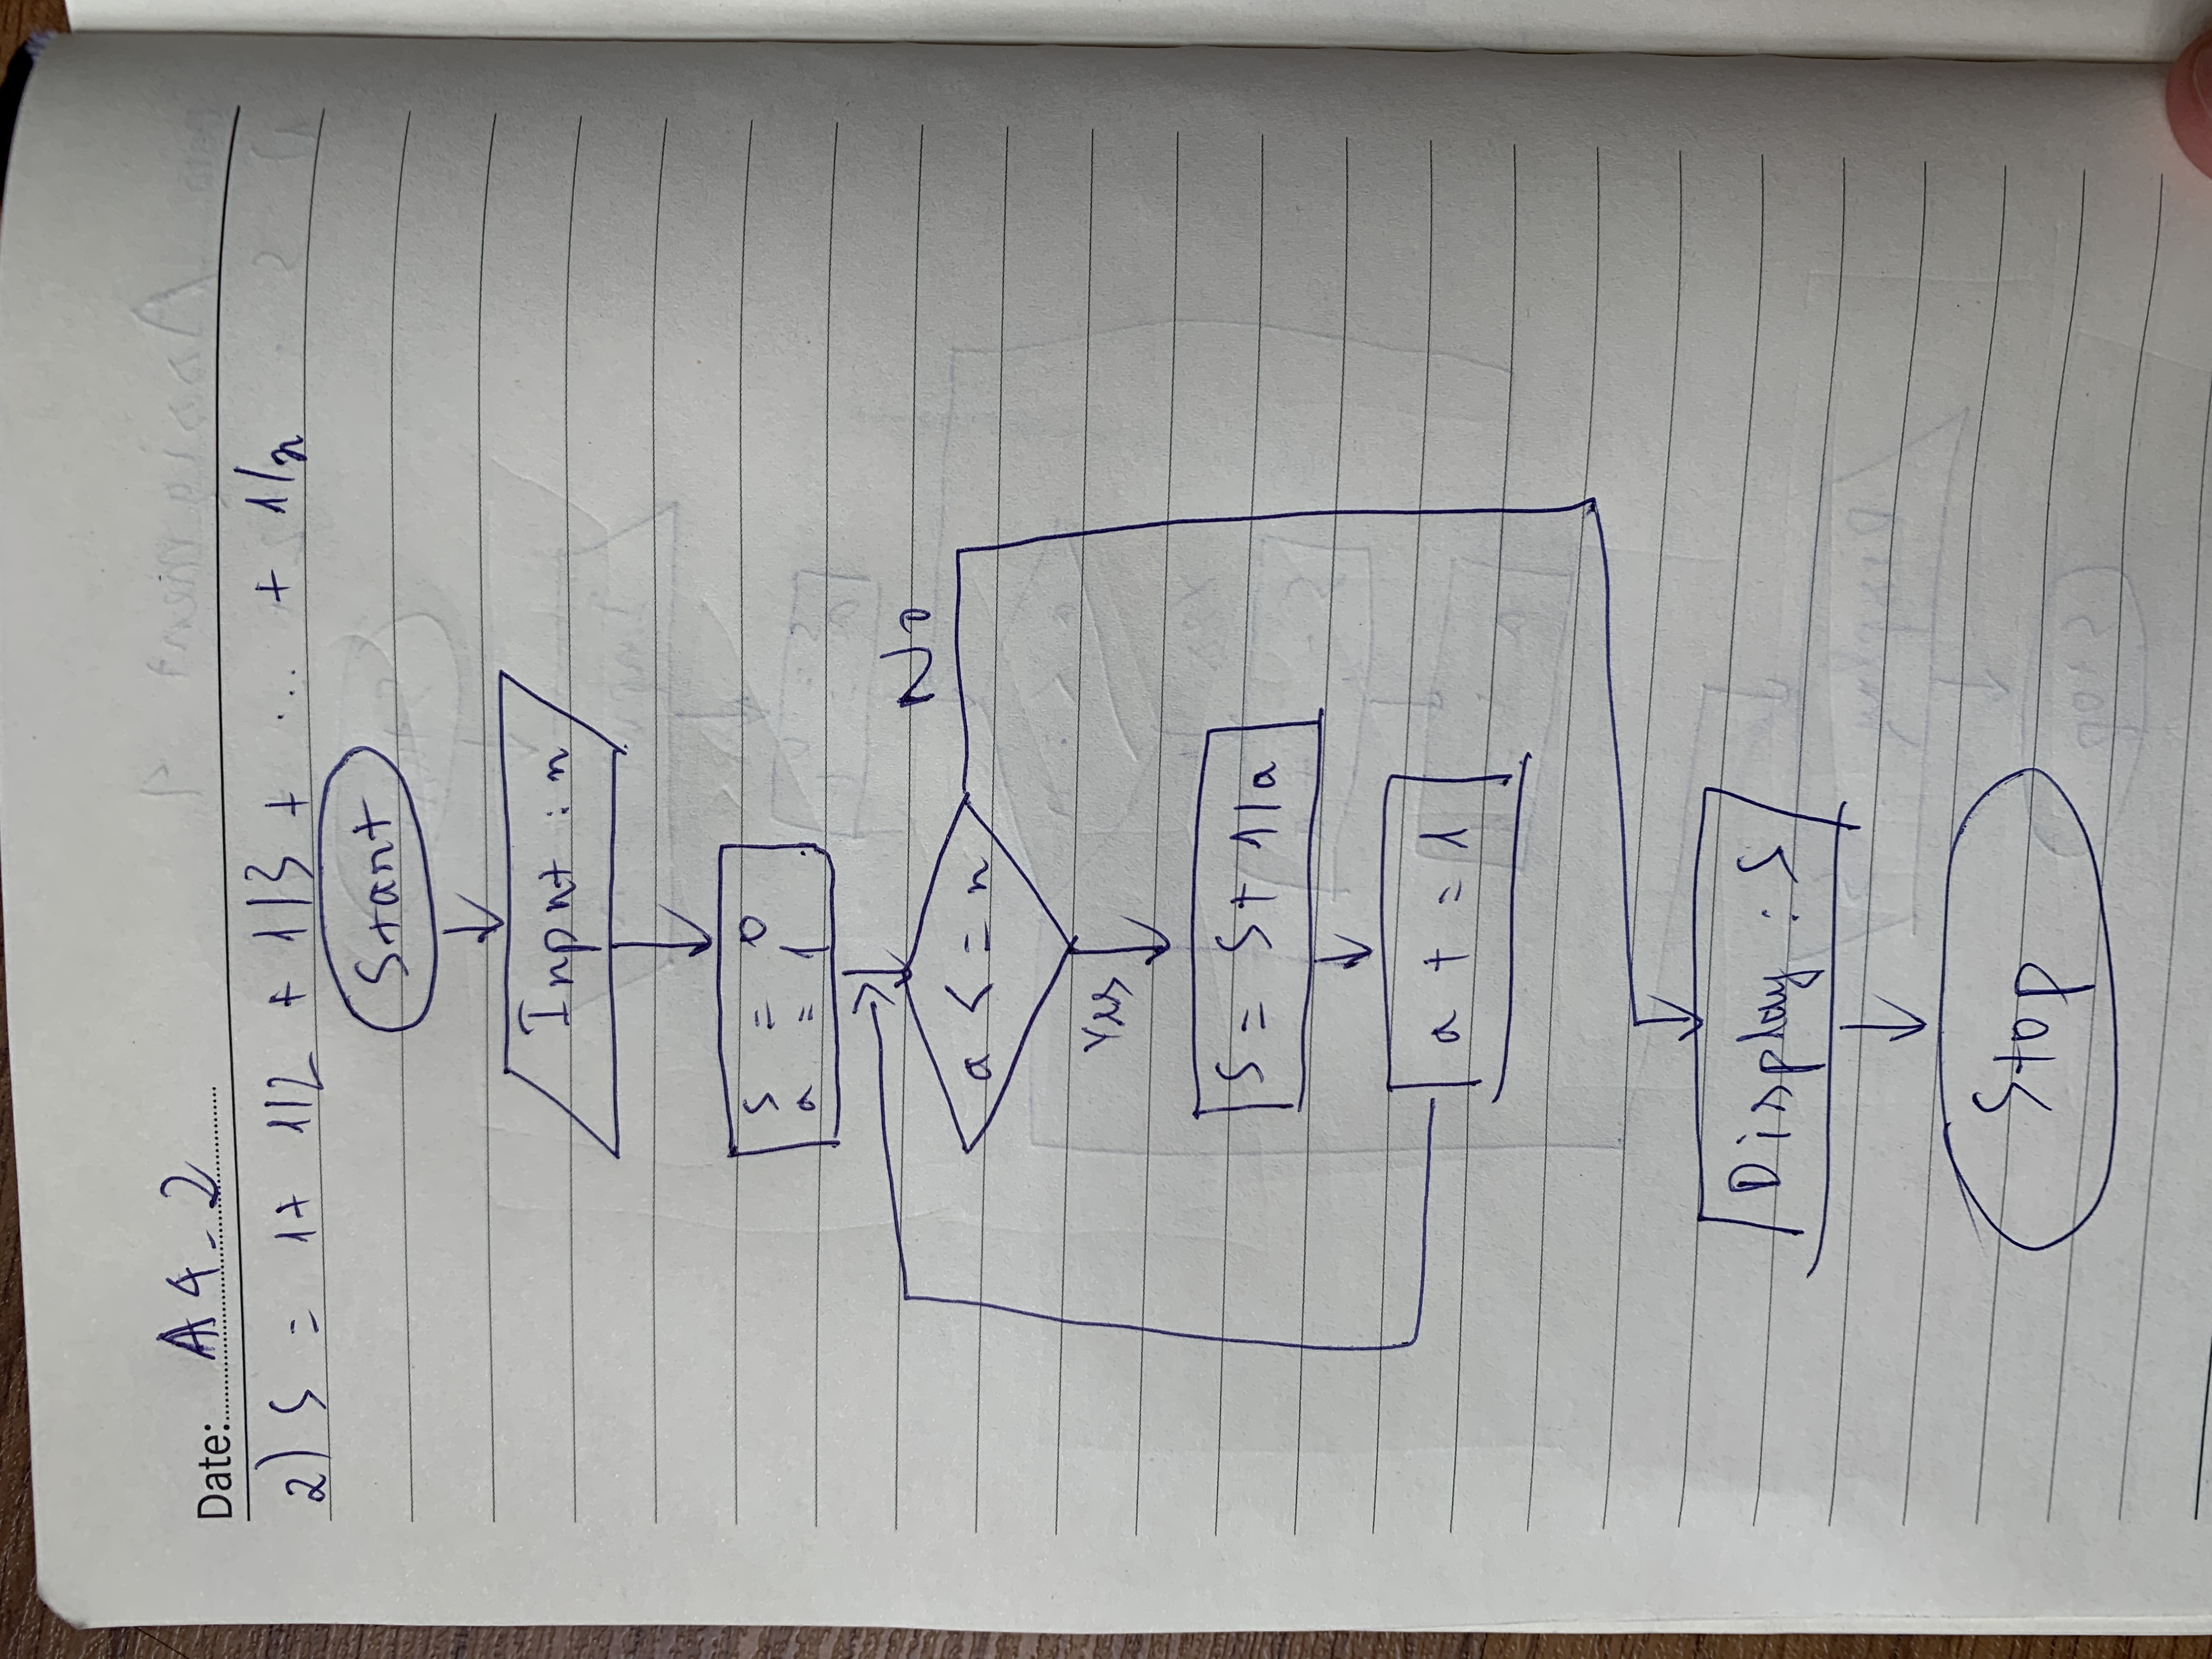 Date: A4_2
2) S = 1+ 1/2 + 1/3 + ... + 1/n
Start
Input : n
S = 0
a = 1
a <= n
No
Yes
S = S+ 1/a
a + = 1
Display : S
Stop